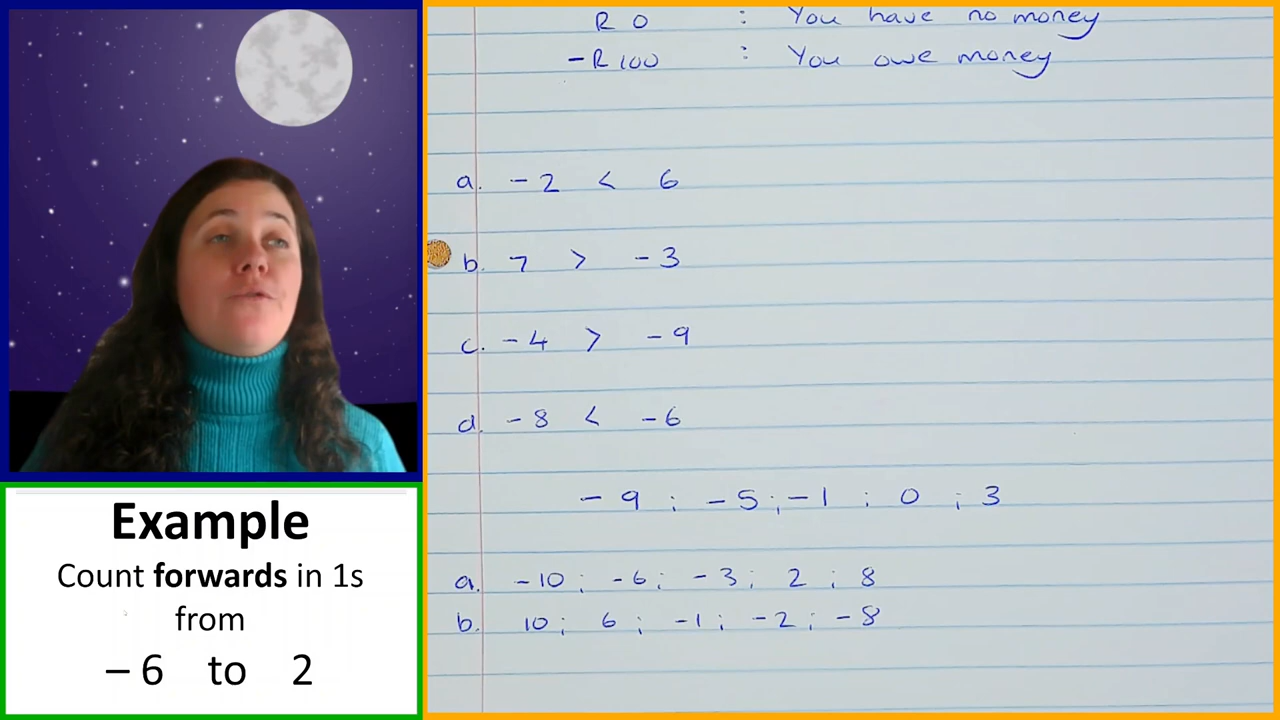 Example
Count forwards in 1s
from
– 6 to 2
R 0 : You have no money
-R100 : You owe money
a. -2 < 6
b. 7 > -3
c. -4 > -9
d. -8 < -6
-9 ; -5 ; -1 ; 0 ; 3
a. -10 ; -6 ; -3 ; 2 ; 8
b. 10 ; 6 ; -1 ; -2 ; -8